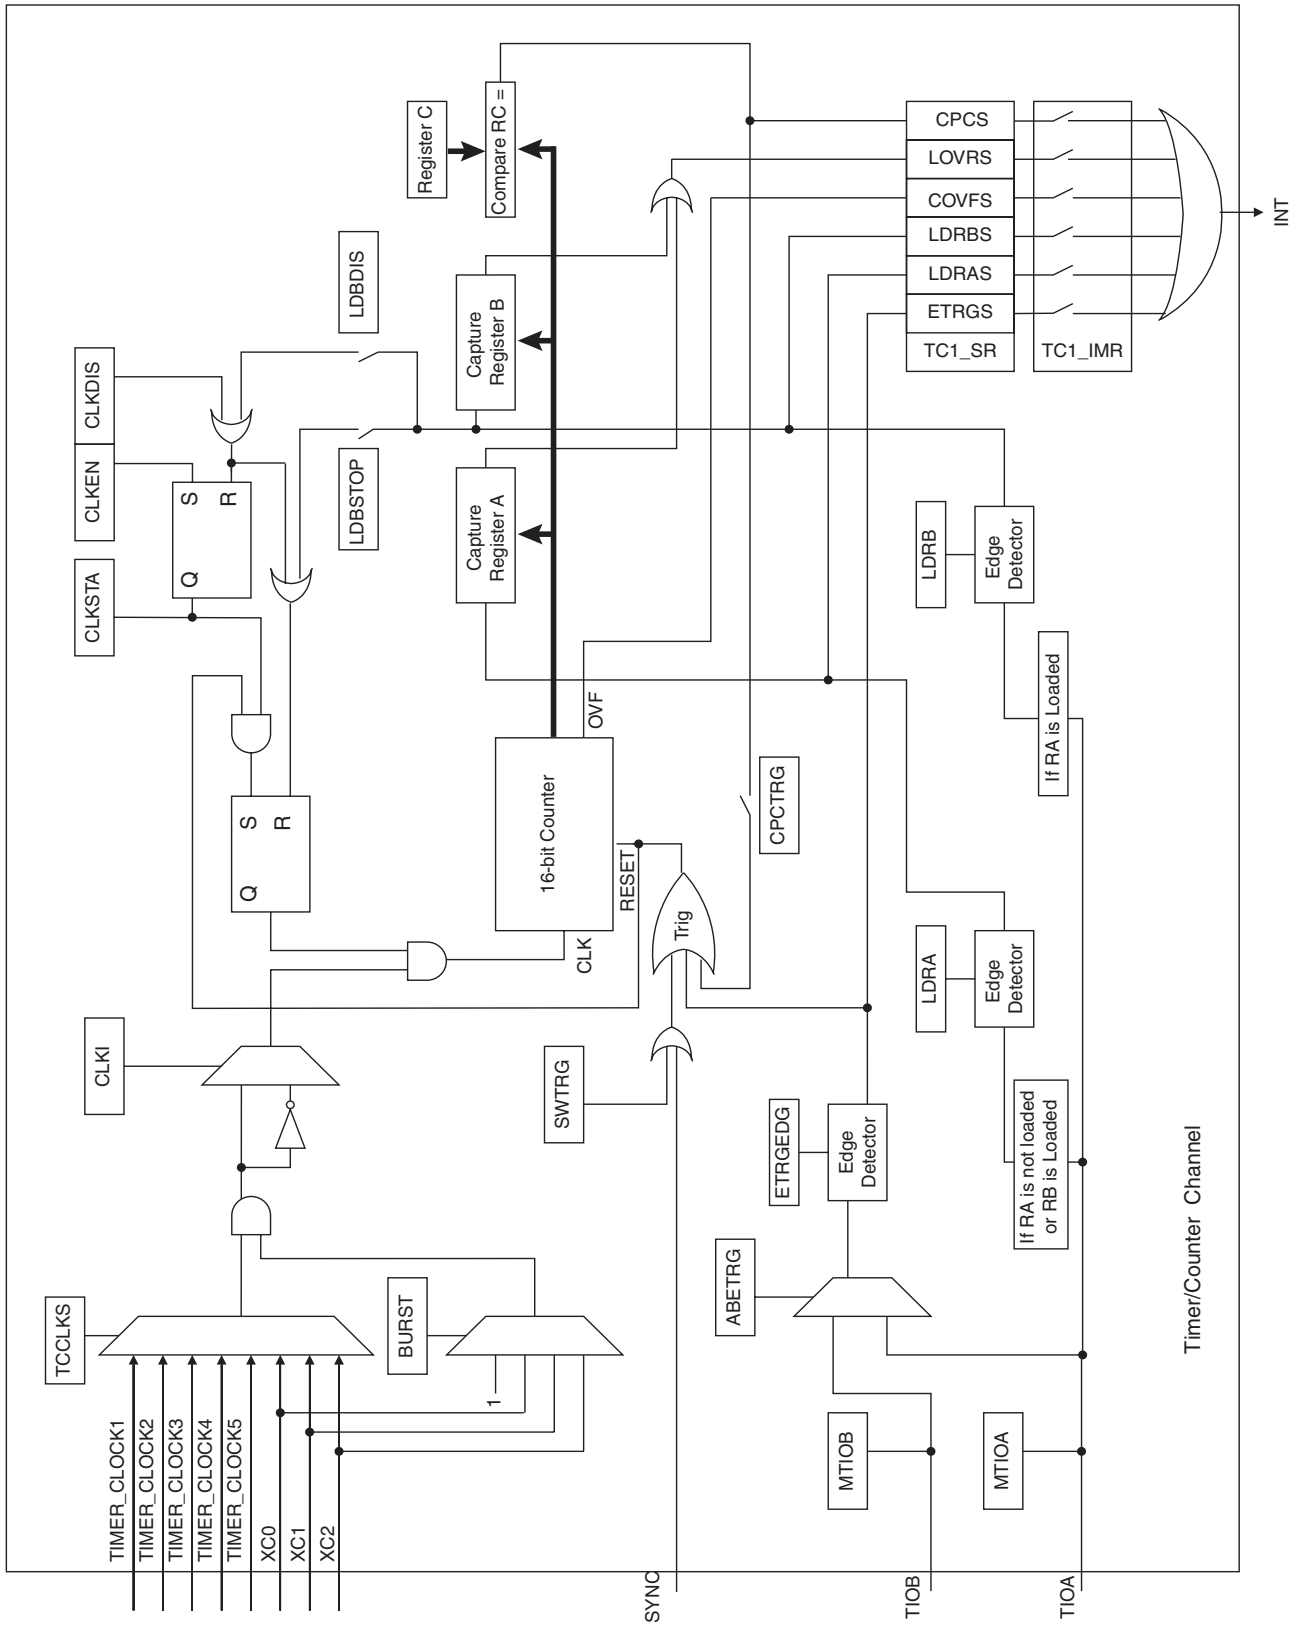 TCCLKS
TIMER_CLOCK1
TIMER_CLOCK2
TIMER_CLOCK3
TIMER_CLOCK4
TIMER_CLOCK5
XC0
XC1
XC2
BURST
1
CLKI
CLKSTA
CLKEN
CLKDIS
Q
S
R
Q
S
R
LDBSTOP
LDBDIS
Register C
Capture
Register A
Capture
Register B
Compare RC =
16-bit Counter
CLK
OVF
RESET
Trig
CPCTRG
SWTRG
SYNC
ABETRG
ETRGEDG
Edge
Detector
MTIOB
TIOB
MTIOA
TIOA
LDRA
Edge
Detector
If RA is not loaded
or RB is Loaded
LDRB
Edge
Detector
If RA is Loaded
CPCS
LOVRS
COVFS
LDRBS
LDRAS
ETRGS
TC1_SR
TC1_IMR
INT
Timer/Counter Channel